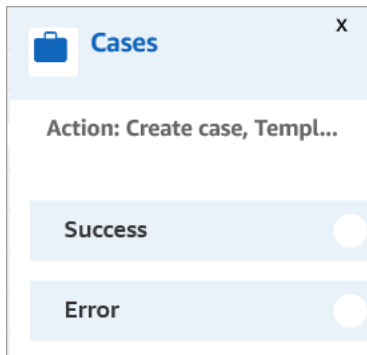 Cases
X
Action: Create case, Templ...
Success
Error